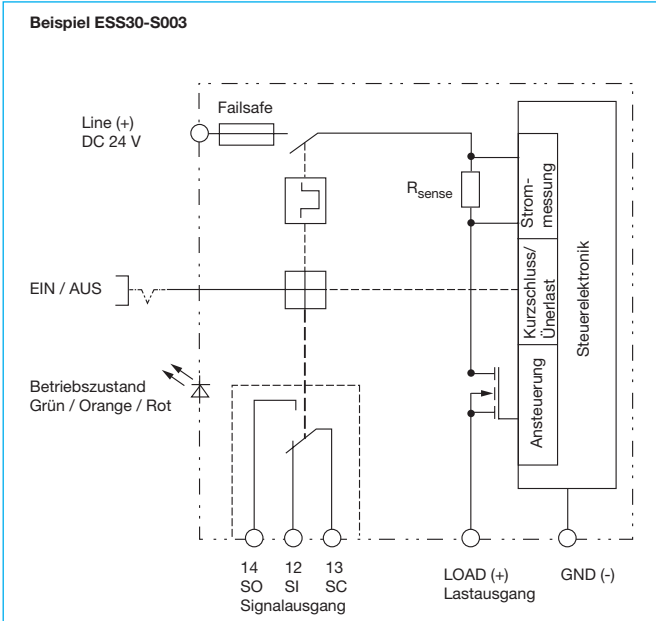 Beispiel ESS30-S003
Failsafe
Line (+)
DC 24 V
R sense
Strom-
messung
Kurzschluss/
Ünerlast
Steuerelektronik
EIN / AUS
Ansteuerung
Betriebszustand
Grün / Orange / Rot
14 12 13
SO SI SC
Signalausgang
LOAD (+)
Lastausgang
GND (-)